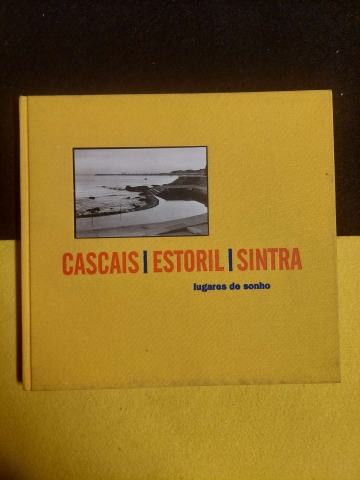 CASCAIS | ESTORIL | SINTRA
lugares de sonho